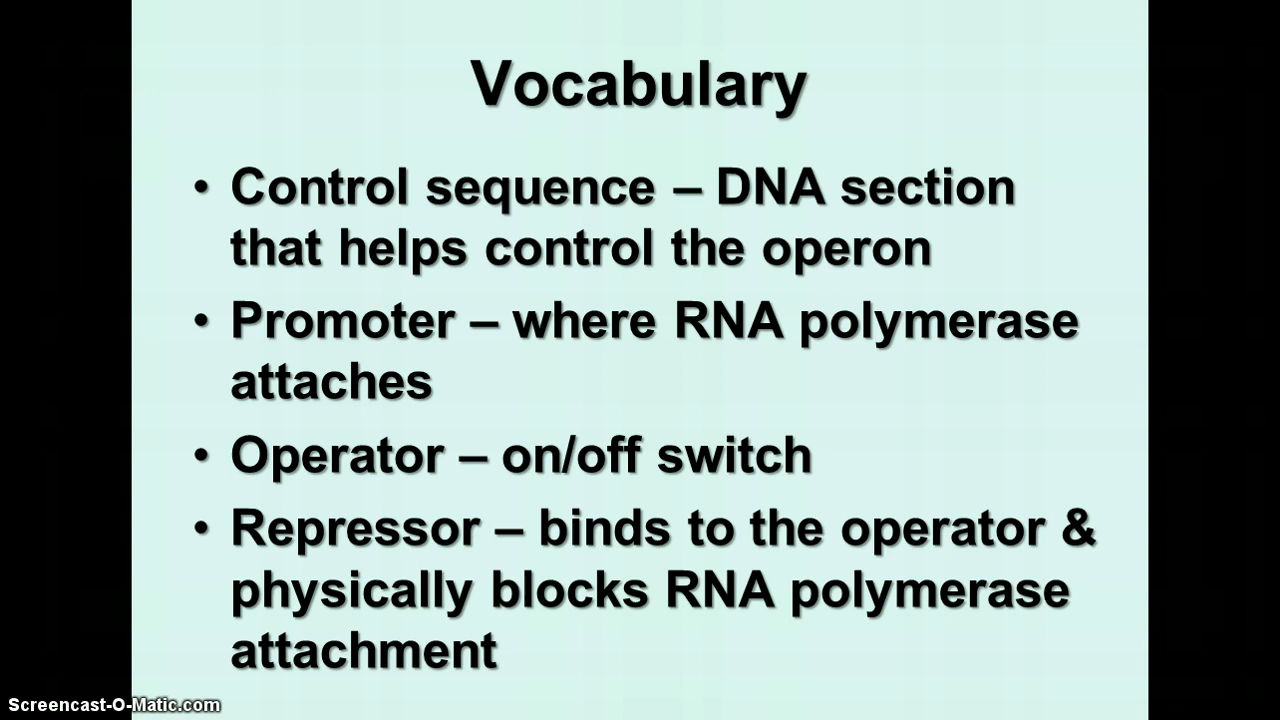 Vocabulary
• Control sequence – DNA section
that helps control the operon
• Promoter – where RNA polymerase
attaches
• Operator – on/off switch
• Repressor – binds to the operator &
physically blocks RNA polymerase
attachment
Screencast-O-Matic.com